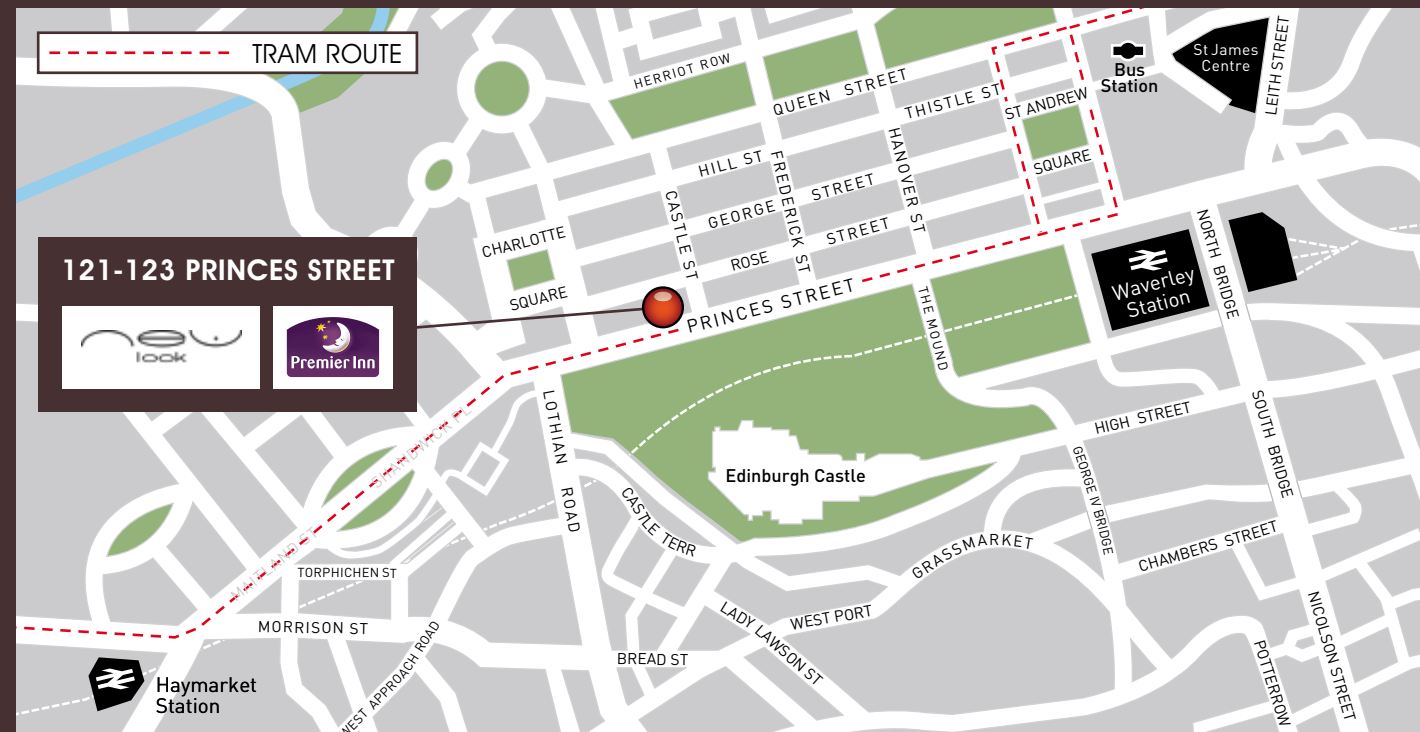 TRAM ROUTE
HERRIOT ROW
QUEEN STREET
THISTLE ST
ST ANDREW
SQUARE
Bus
Station
St James
Centre
LEITH STREET
HILL ST
FREDERICK ST
HANOVER ST
CASTLE ST
GEORGE STREET
ROSE STREET
CHARLOTTE
SQUARE
121-123 PRINCES STREET
new
look
Premier Inn
PRINCES STREET
THE MOUND
NORTH BRIDGE
Waverley
Station
LOTHIAN ROAD
SHANDWICK PL
MAITLAND ST
Edinburgh Castle
HIGH STREET
SOUTH BRIDGE
GEORGE IV BRIDGE
CASTLE TERR
GRASSMARKET
CHAMBERS STREET
TORPHICHEN ST
MORRISON ST
WEST APPROACH ROAD
BREAD ST
LADY LAWSON ST
WEST PORT
NICOLSON STREET
POTTERROW
Haymarket
Station